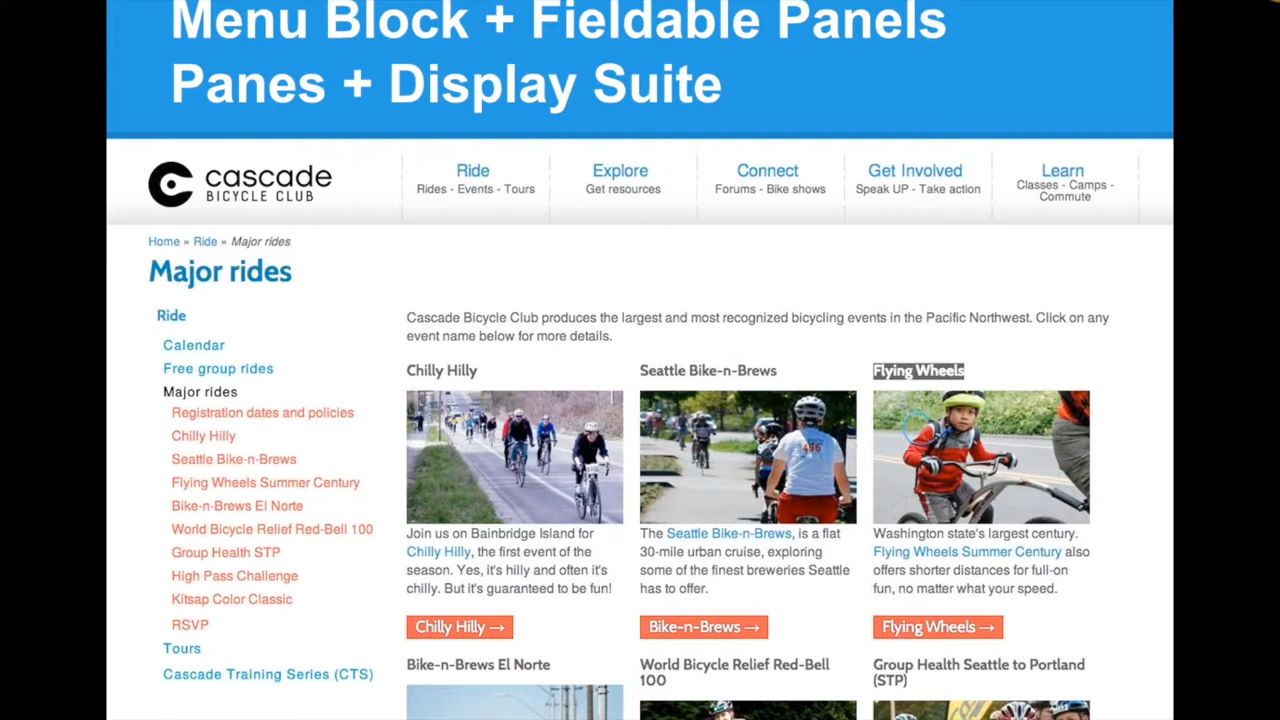 Menu Block + Fieldable Panels
Panes + Display Suite
cascade
BICYCLE CLUB
Ride
Rides - Events - Tours
Explore
Get resources
Connect
Forums - Bike shows
Get Involved
Speak UP - Take action
Learn
Classes - Camps -
Commute
Home » Ride » Major rides
Major rides
Ride
Calendar
Free group rides
Major rides
Registration dates and policies
Chilly Hilly
Seattle Bike-n-Brews
Flying Wheels Summer Century
Bike-n-Brews El Norte
World Bicycle Relief Red-Bell 100
Group Health STP
High Pass Challenge
Kitsap Color Classic
RSVP
Tours
Cascade Training Series (CTS)
Cascade Bicycle Club produces the largest and most recognized bicycling events in the Pacific Northwest. Click on any
event name below for more details.
Chilly Hilly
Join us on Bainbridge Island for
Chilly Hilly, the first event of the
season. Yes, it's hilly and often it's
chilly. But it's guaranteed to be fun!
Chilly Hilly →
Seattle Bike-n-Brews
496
The Seattle Bike-n-Brews, is a flat
30-mile urban cruise, exploring
some of the finest breweries Seattle
has to offer.
Bike-n-Brews →
Flying Wheels
Washington state's largest century.
Flying Wheels Summer Century also
offers shorter distances for full-on
fun, no matter what your speed.
Flying Wheels →
Bike-n-Brews El Norte
World Bicycle Relief Red-Bell
100
Group Health Seattle to Portland
(STP)